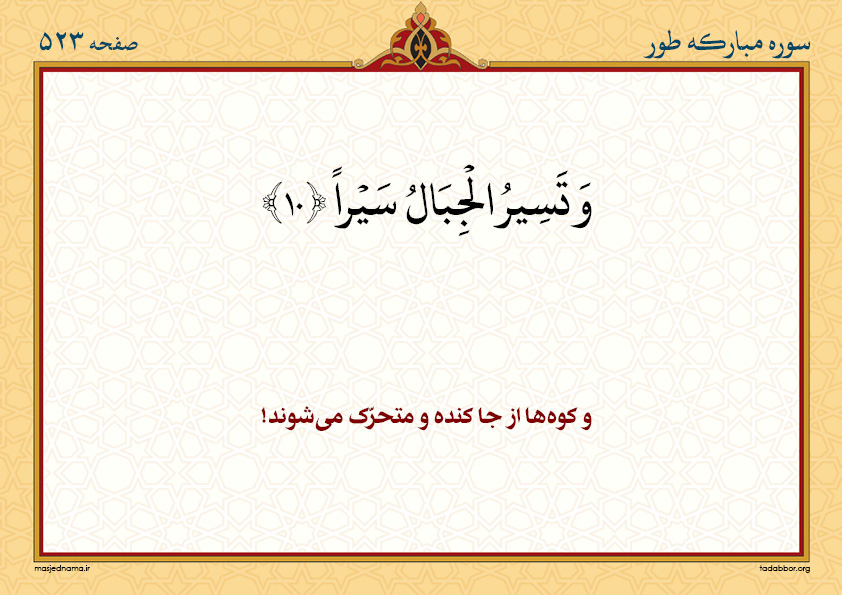 سوره مبارکه طور
صفحه ۵۲۳
وَ تَسِيرُ الْجِبَالُ سَيْراً ﴿۱۰﴾
و کوه‌ها از جا کنده و متحرّک می‌شوند!
masjednama.ir
tadabbor.org